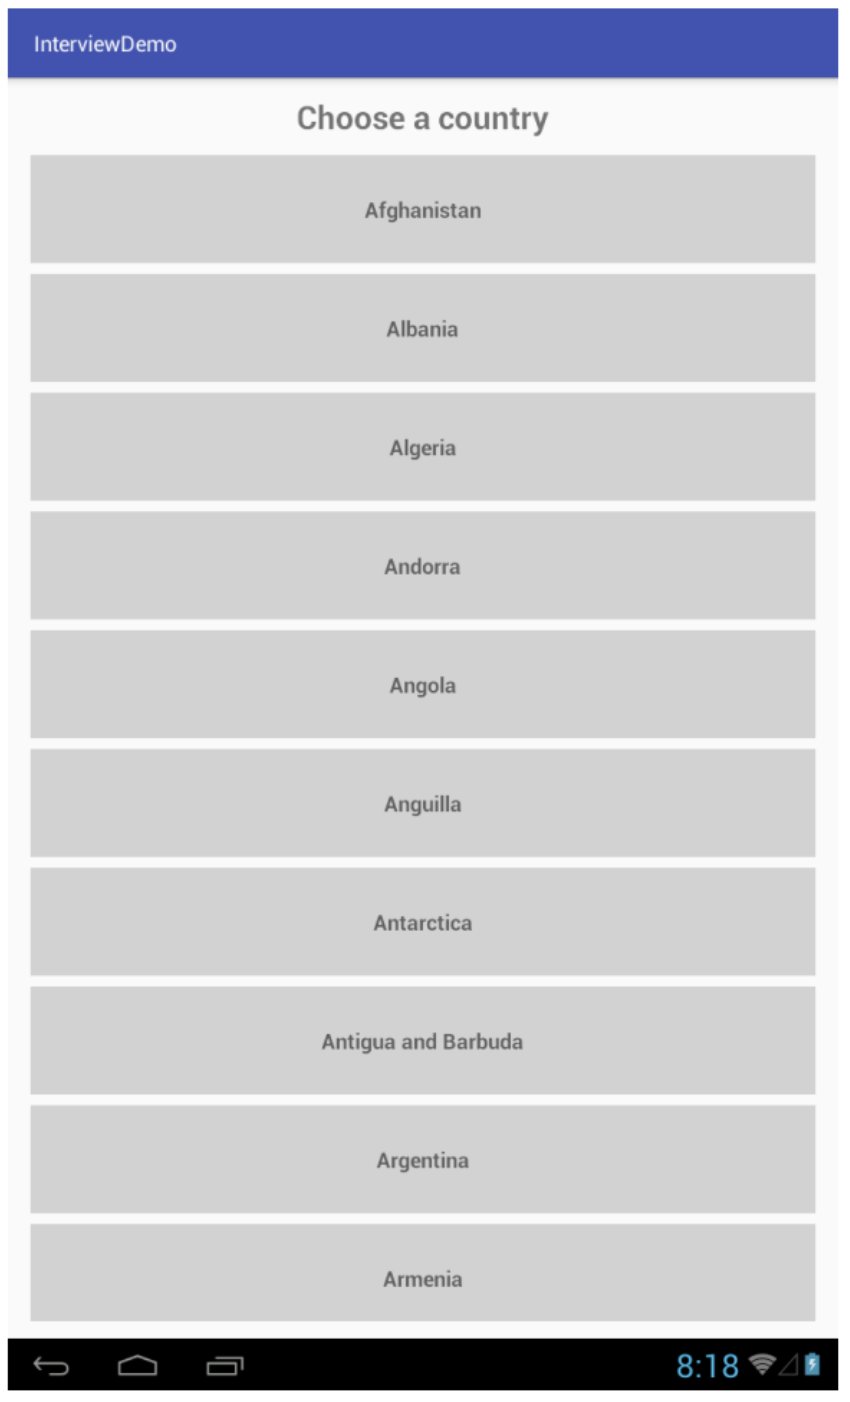 InterviewDemo
Choose a country
Afghanistan
Albania
Algeria
Andorra
Angola
Anguilla
Antarctica
Antigua and Barbuda
Argentina
Armenia
8:18